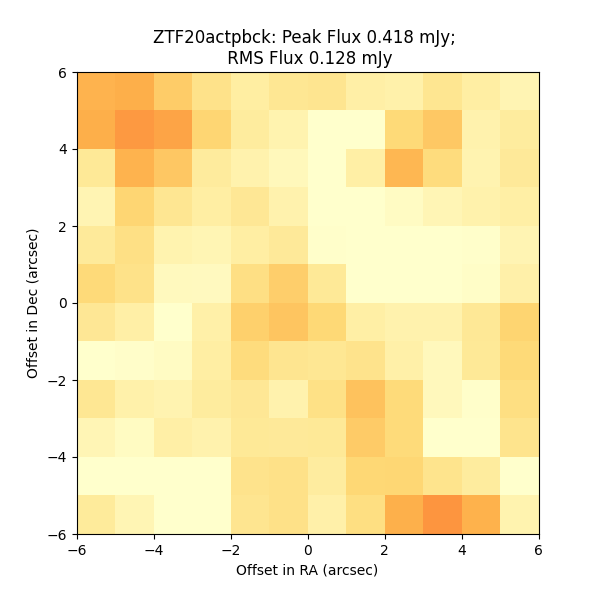 ZTF20actpbck: Peak Flux 0.418 mJy;
RMS Flux 0.128 mJy
6
4
2
0
−2
−4
−6
Offset in Dec (arcsec)
−6 −4 −2 0 2 4 6
Offset in RA (arcsec)